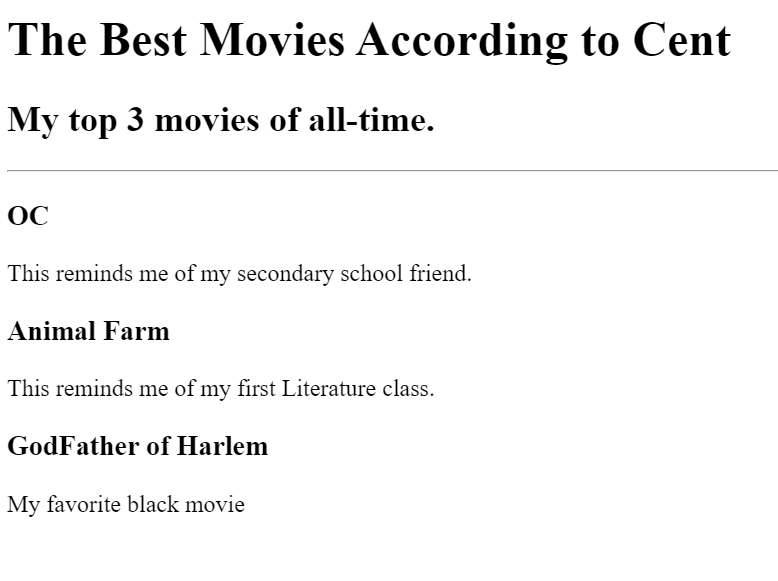 The Best Movies According to Cent
My top 3 movies of all-time.
OC
This reminds me of my secondary school friend.
Animal Farm
This reminds me of my first Literature class.
GodFather of Harlem
My favorite black movie